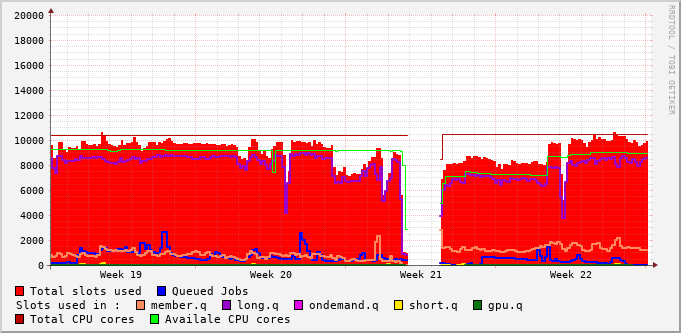 20000
18000
16000
14000
12000
10000
8000
6000
4000
2000
0
Week 19 Week 20 Week 21 Week 22
RRDTOOL / TOBI OETIKER
Total slots used Queued Jobs
Slots used in : member.q long.q ondemand.q short.q gpu.q
Total CPU cores Availale CPU cores